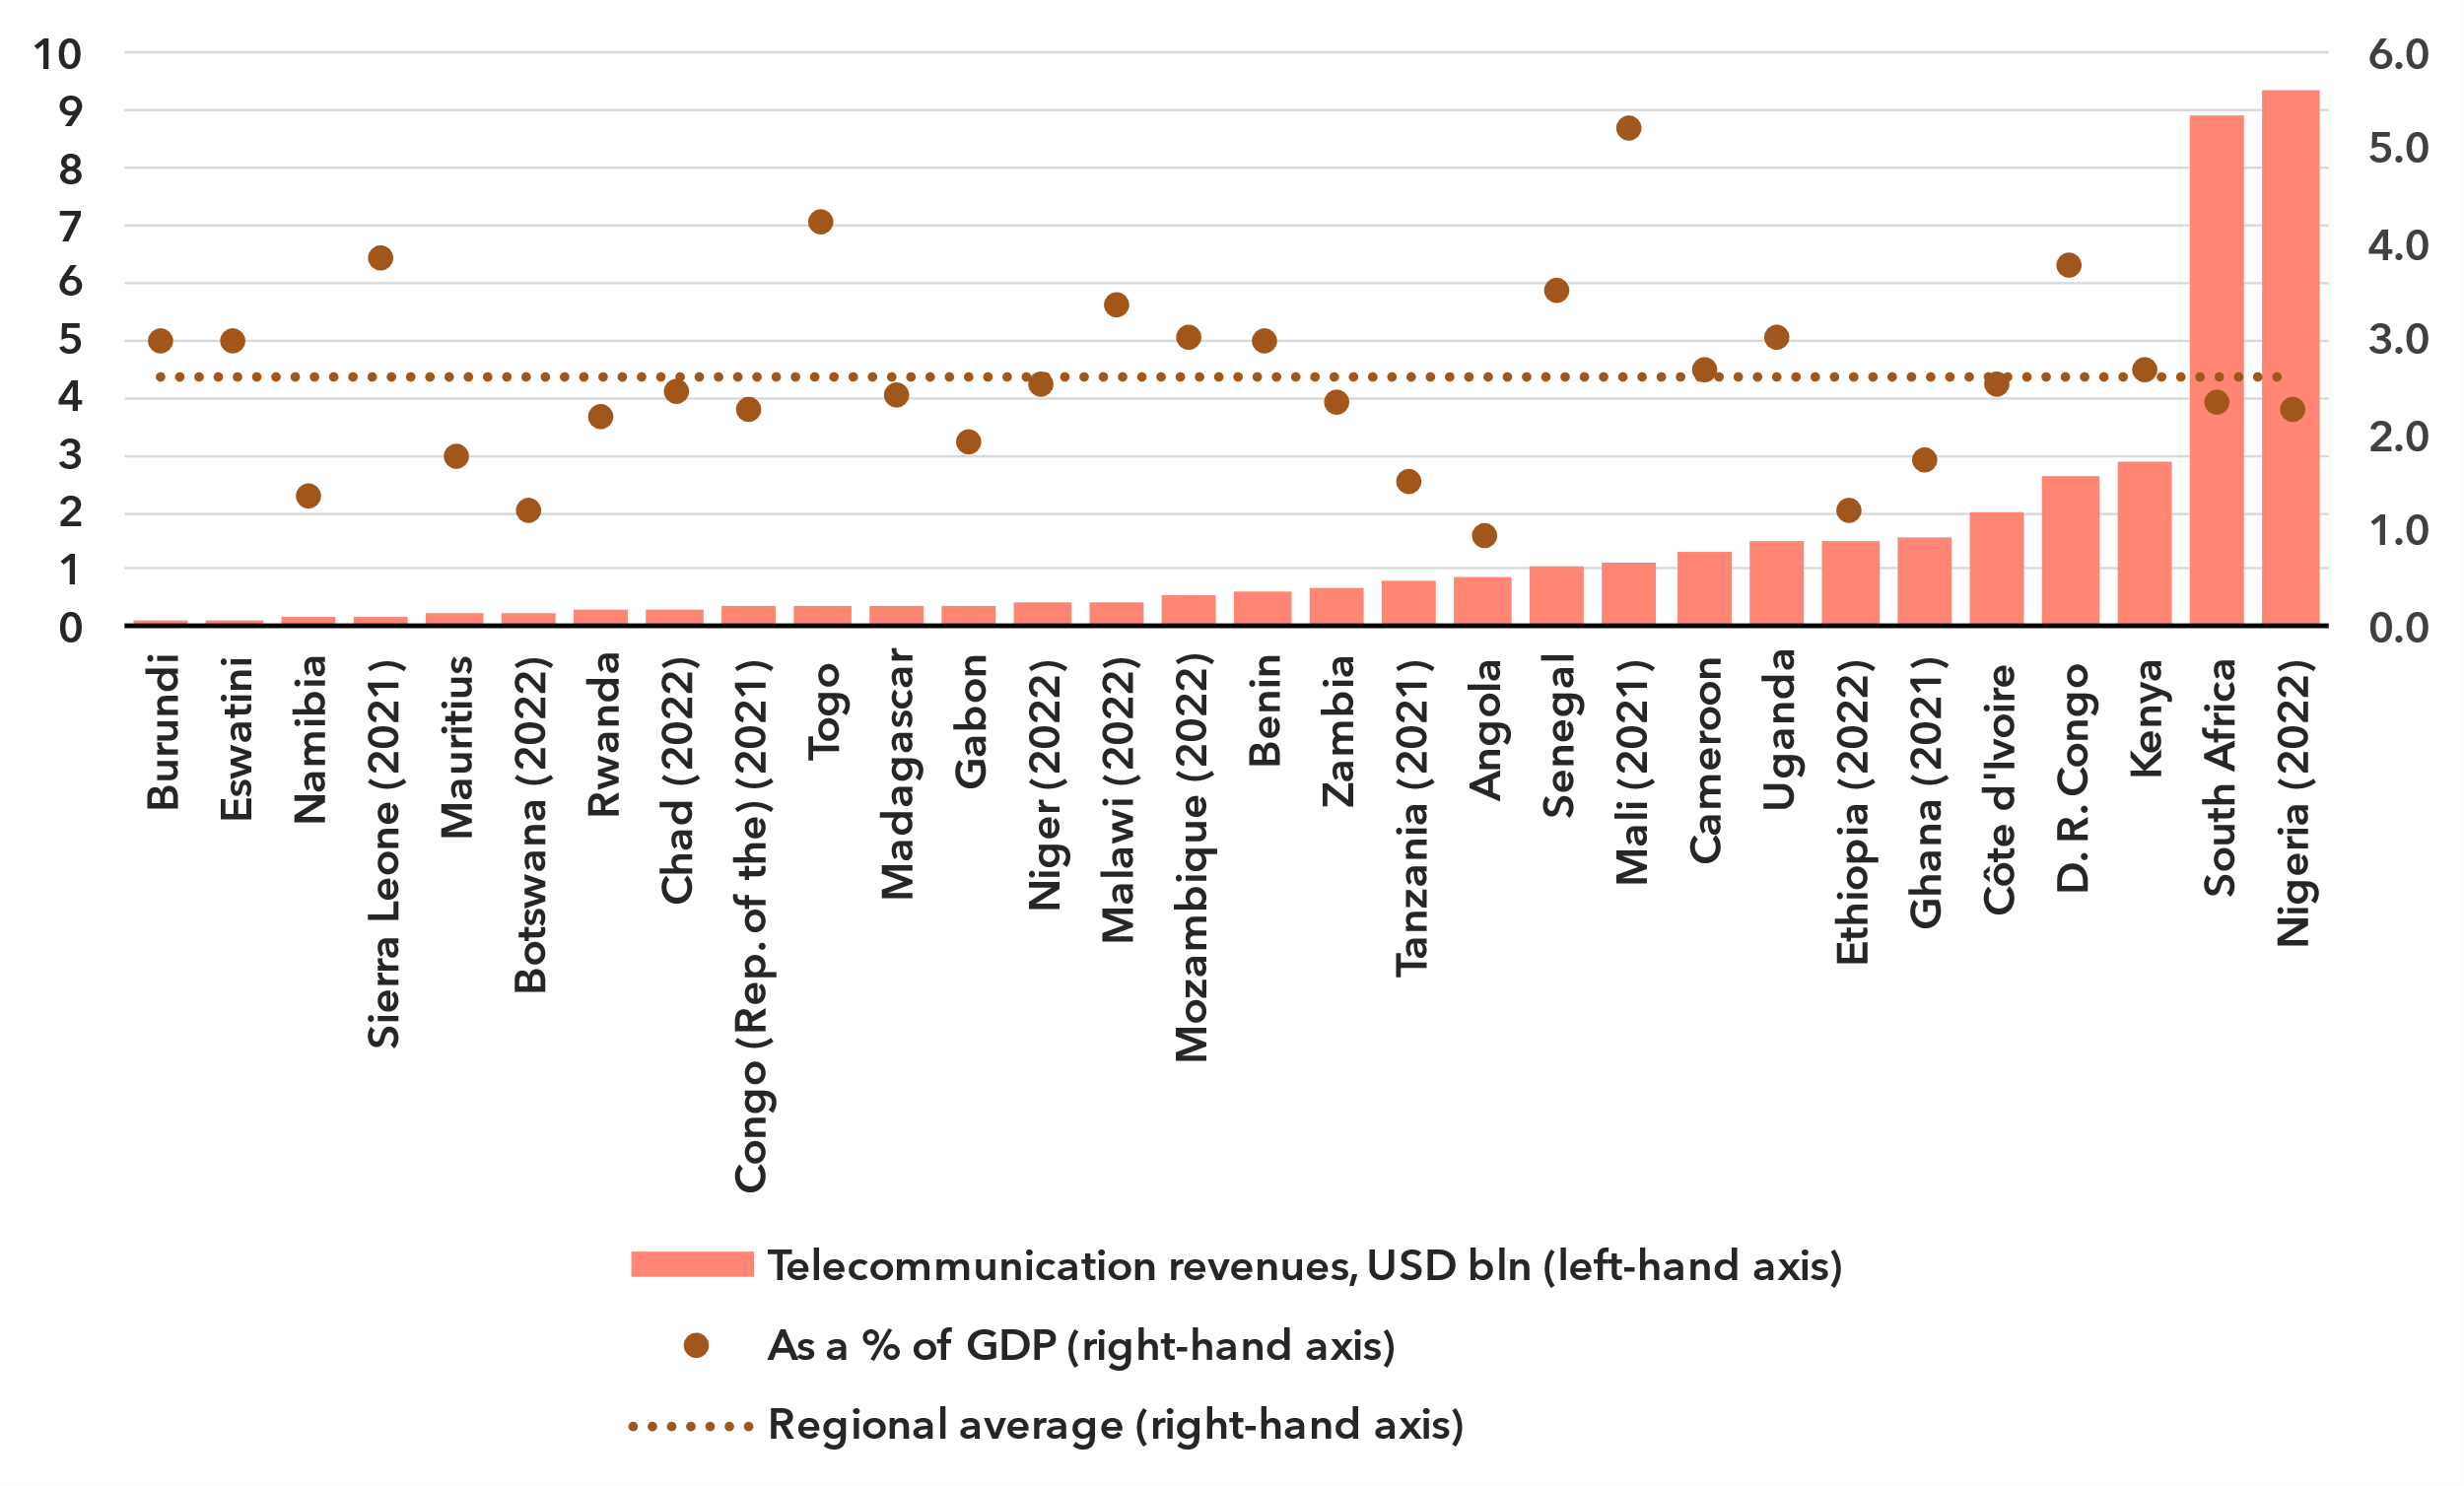 10
9
8
7
6
5
4
3
2
1
0
6.0
5.0
4.0
3.0
2.0
1.0
0.0
Burundi
Eswatini
Namibia
Sierra Leone (2021)
Mauritius
Botswana (2022)
Rwanda
Chad (2022)
Congo (Rep. of the) (2021)
Togo
Madagascar
Gabon
Niger (2022)
Malawi (2022)
Mozambique (2022)
Benin
Zambia
Tanzania (2021)
Angola
Senegal
Mali (2021)
Cameroon
Uganda
Ethiopia (2022)
Ghana (2021)
Côte d'Ivoire
D. R. Congo
Kenya
South Africa
Nigeria (2022)
Telecommunication revenues, USD bln (left-hand axis)
As a % of GDP (right-hand axis)
Regional average (right-hand axis)